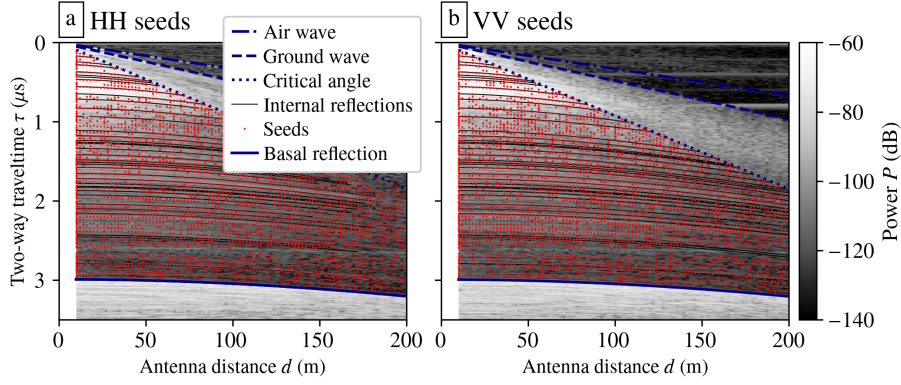 a HH seeds
b VV seeds
Air wave
Ground wave
Critical angle
Internal reflections
Seeds
Basal reflection
Two-way traveltime τ (μs)
0
1
2
3
0 50 100 150 200
Antenna distance d (m)
0 50 100 150 200
Antenna distance d (m)
−60
−80
−100
−120
−140
Power P (dB)